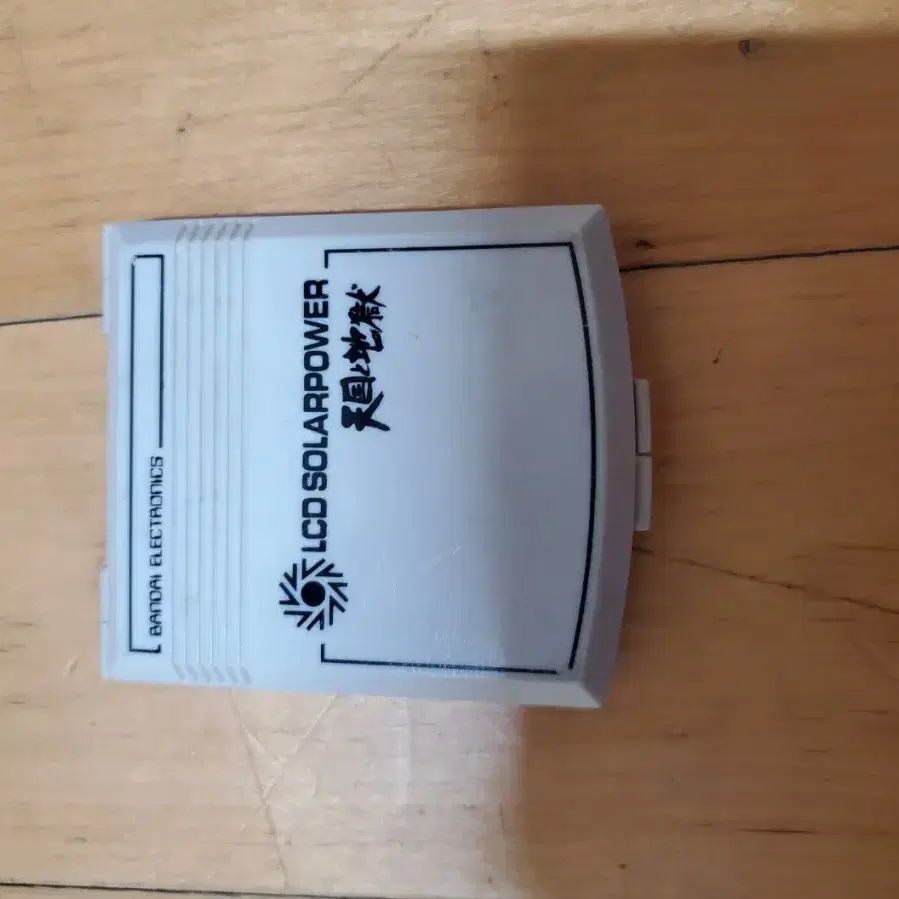 BANDAI ELECTRONICS
LCD SOLARPOWER
天国と地獄